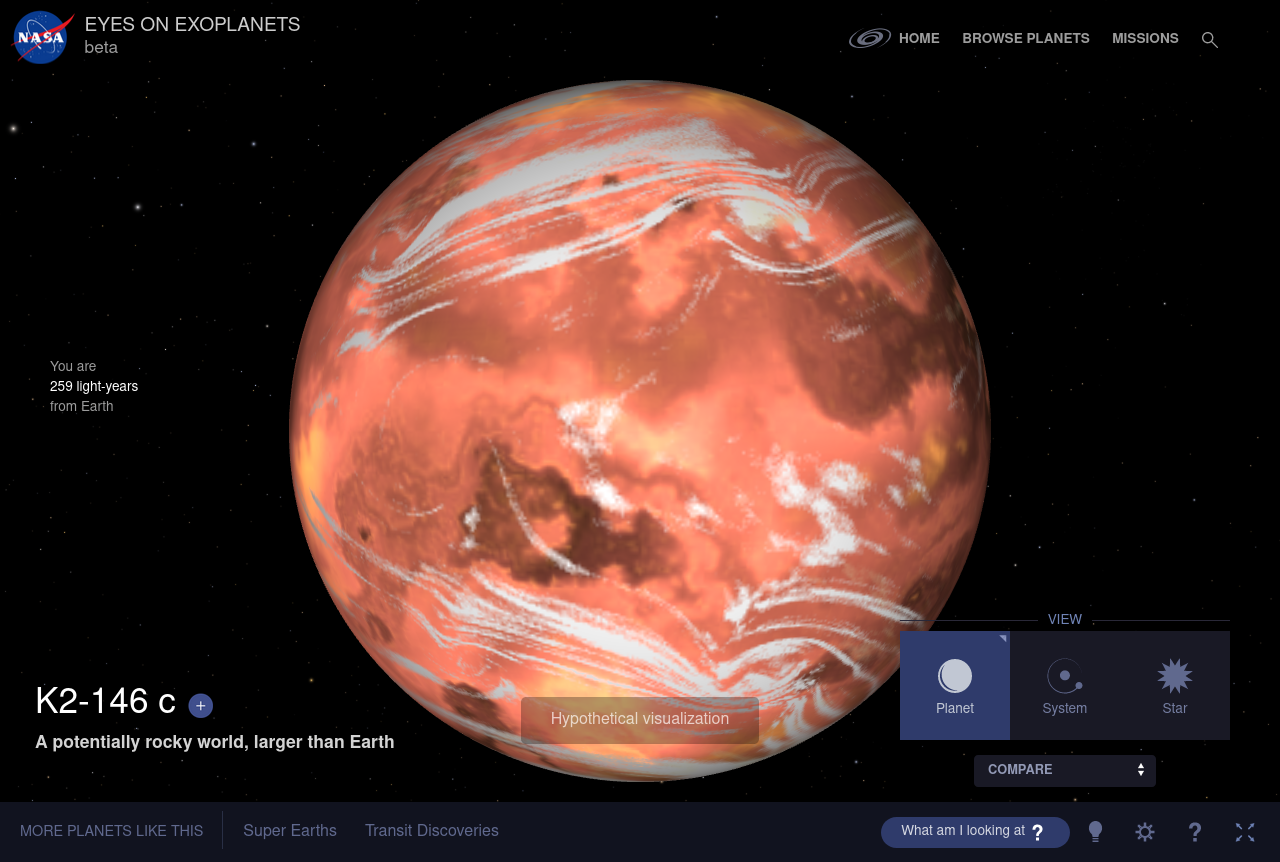 NASA
EYES ON EXOPLANETS
beta
HOME
BROWSE PLANETS
MISSIONS
You are
259 light-years
from Earth
K2-146 c +
A potentially rocky world, larger than Earth
Hypothetical visualization
VIEW
Planet
System
Star
COMPARE
MORE PLANETS LIKE THIS
Super Earths
Transit Discoveries
What am I looking at ?
?